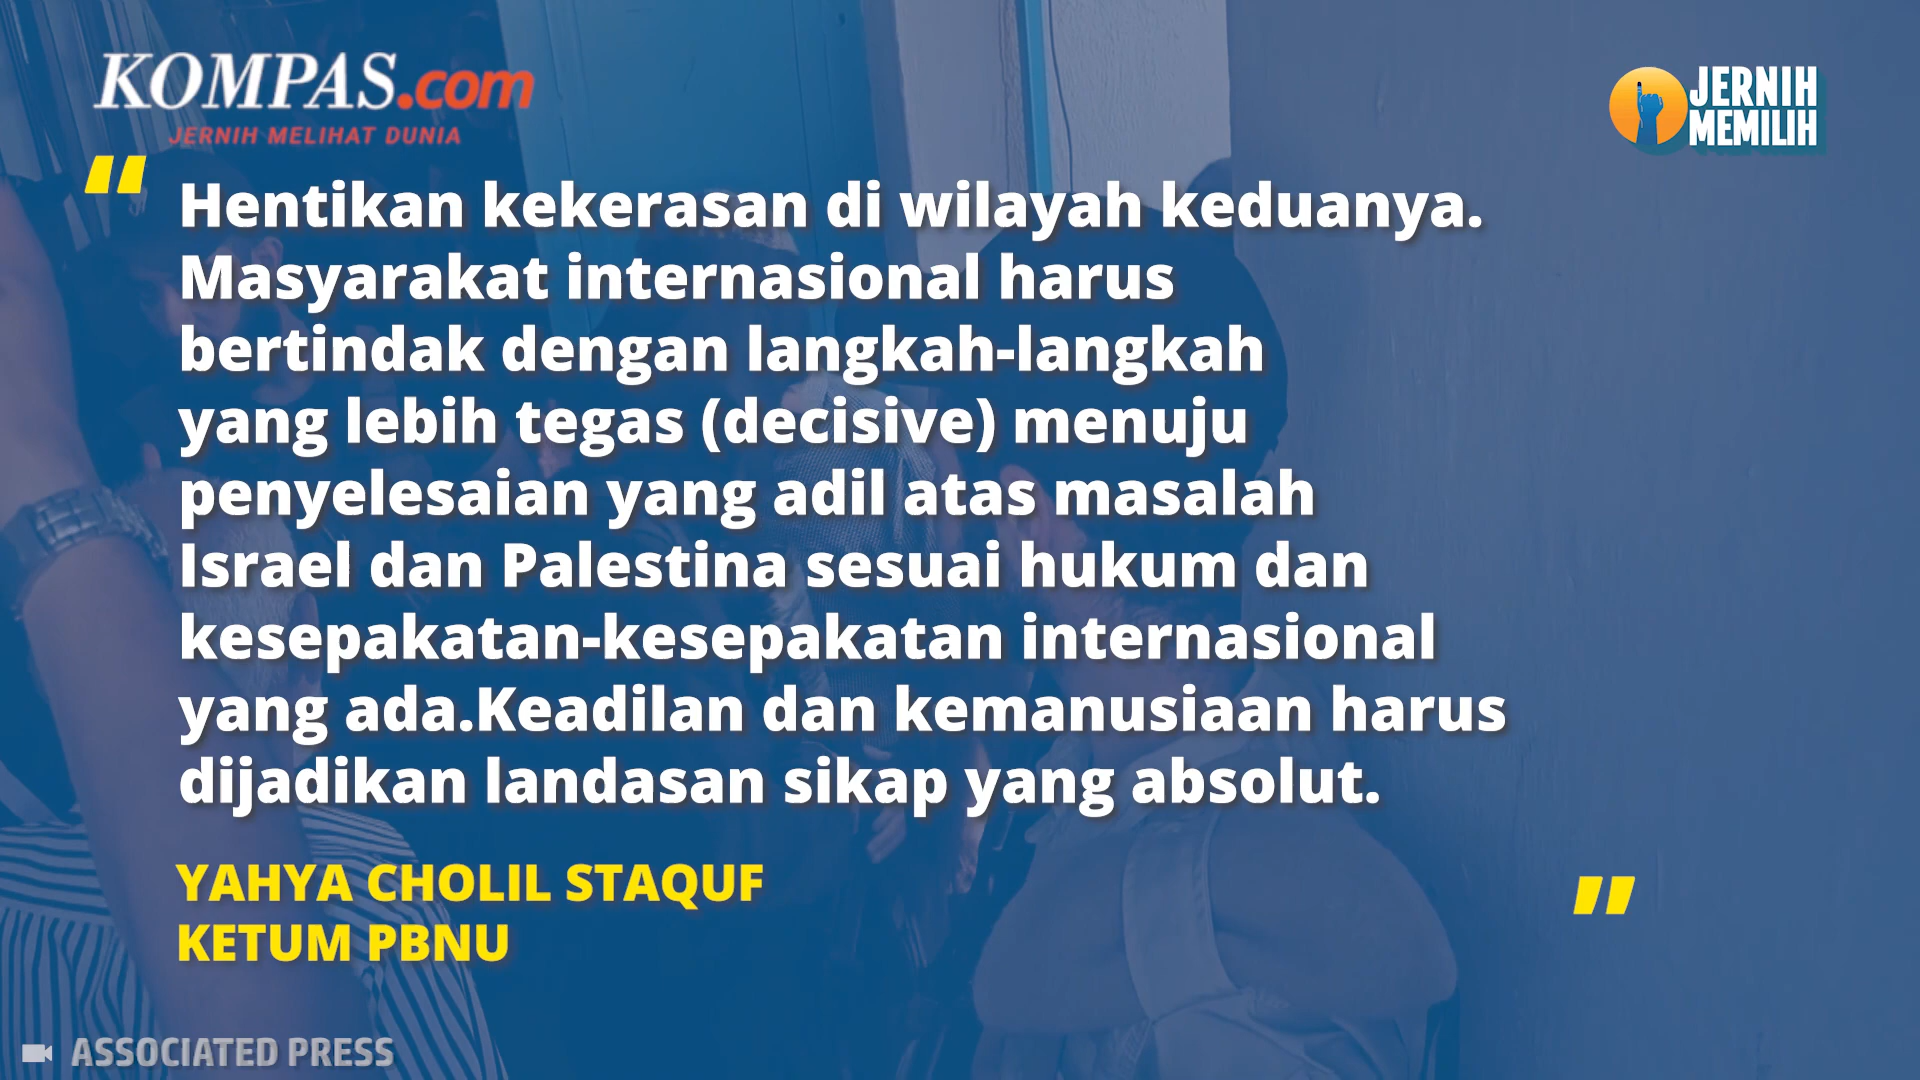 KOMPAS.com
JERNIH MELIHAT DUNIA
JERNIH
MEMILIH
"
Hentikan kekerasan di wilayah keduanya.
Masyarakat internasional harus
bertindak dengan langkah-langkah
yang lebih tegas (decisive) menuju
penyelesaian yang adil atas masalah
Israel dan Palestina sesuai hukum dan
kesepakatan-kesepakatan internasional
yang ada.Keadilan dan kemanusiaan harus
dijadikan landasan sikap yang absolut.
"
YAHYA CHOLIL STAQUF
KETUM PBNU
ASSOCIATED PRESS